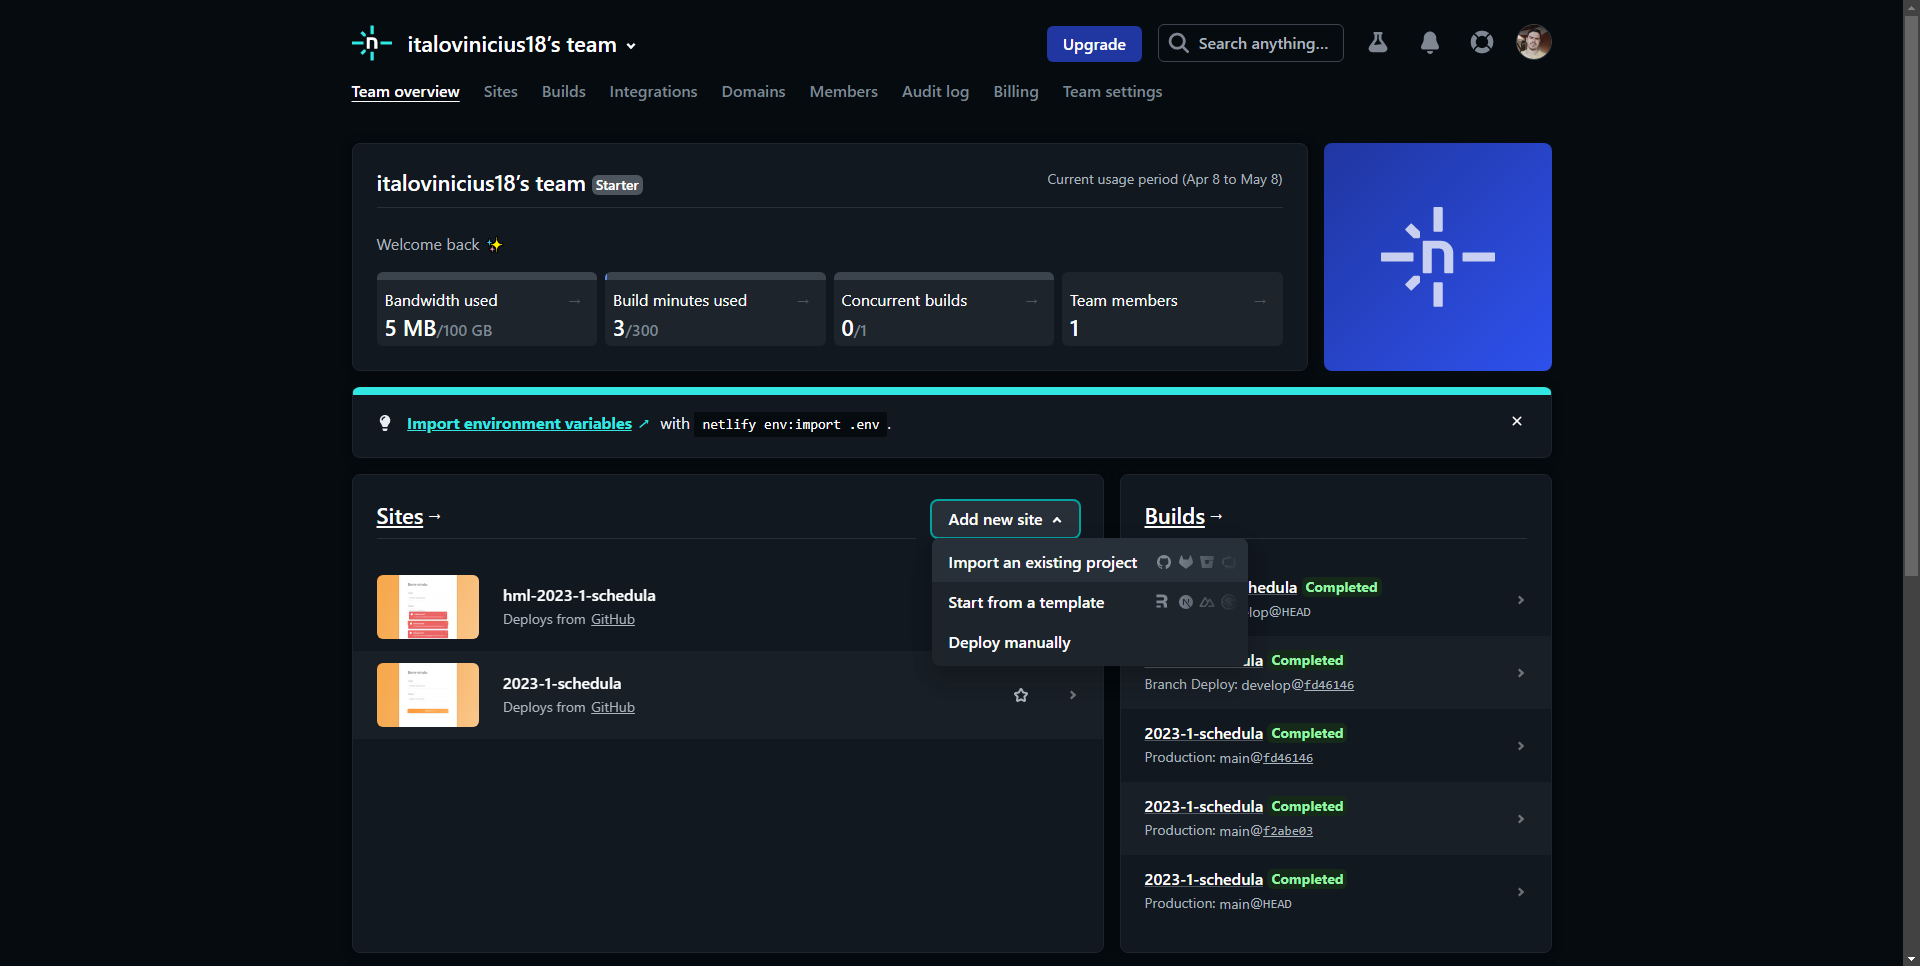 italovinicius18's team
Upgrade
Search anything...
Team overview Sites Builds Integrations Domains Members Audit log Billing Team settings
italovinicius18's team Starter
Current usage period (Apr 8 to May 8)
Welcome back ✨
Bandwidth used →
5 MB/100 GB
Build minutes used →
3/300
Concurrent builds →
0/1
Team members →
1
n
Import environment variables ➚ with netlify env:import .env.
Sites →
Add new site
Import an existing project
Start from a template
Deploy manually
hml-2023-1-schedula
Deploys from GitHub
2023-1-schedula
Deploys from GitHub
Builds →
hedula Completed
lop@HEAD
ula Completed
Branch Deploy: develop@fd46146
2023-1-schedula Completed
Production: main@fd46146
2023-1-schedula Completed
Production: main@f2abe03
2023-1-schedula Completed
Production: main@HEAD